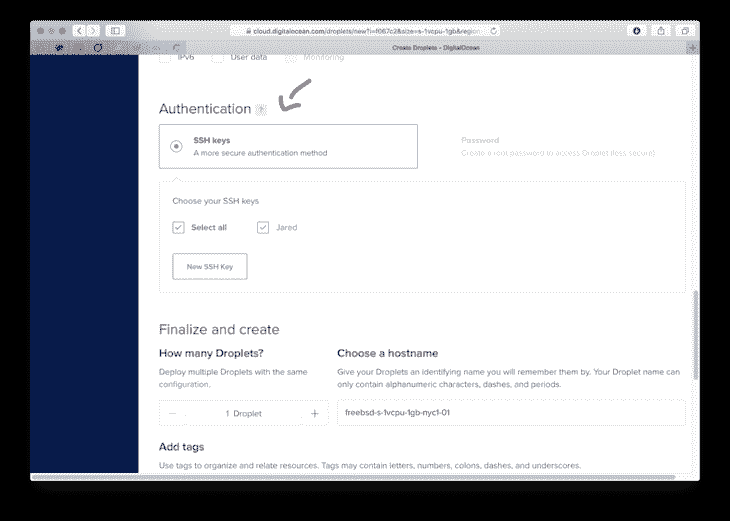 cloud.digitalocean.com/droplets/new?i=f067c2&size=s-1vcpu-1gb&region
Create Droplets - DigitalOcean
IPv6 User data Monitoring
Authentication ?
SSH keys
A more secure authentication method
Password
Create a root password to access Droplet (less secure)
Choose your SSH keys
Select all Jared
New SSH Key
Finalize and create
How many Droplets?
Deploy multiple Droplets with the same
configuration.
1 Droplet
Choose a hostname
Give your Droplets an identifying name you will remember them by. Your Droplet name can
only contain alphanumeric characters, dashes, and periods.
freebsd-s-1vcpu-1gb-nyc1-01
Add tags
Use tags to organize and relate resources. Tags may contain letters, numbers, colons, dashes, and underscores.